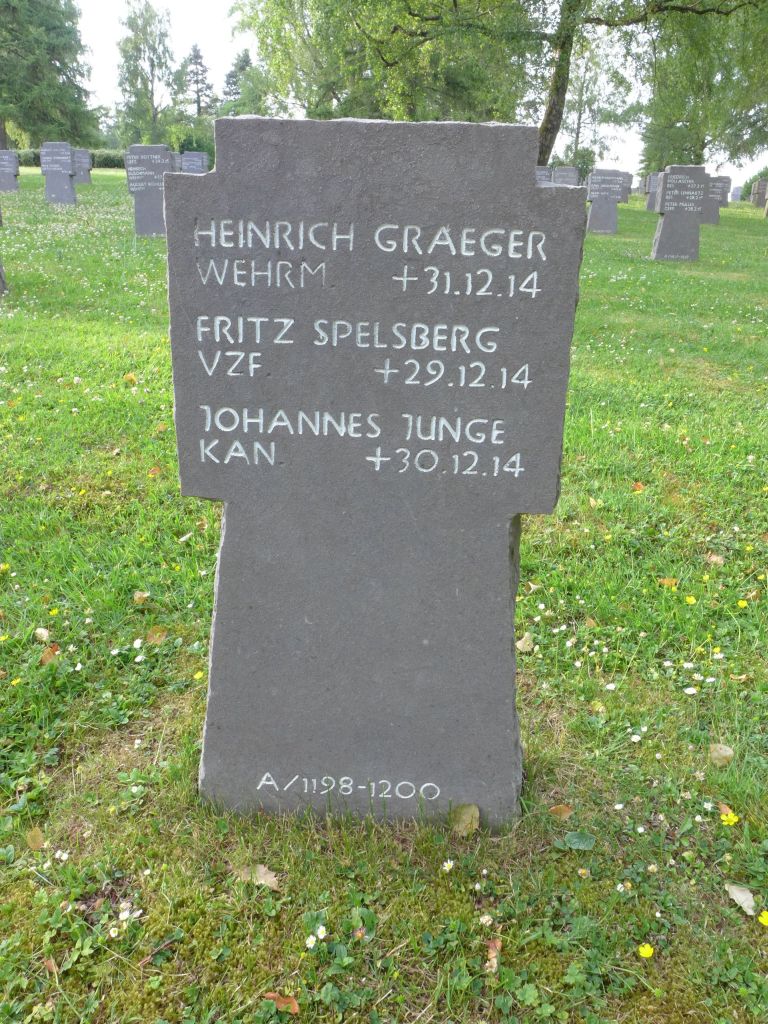 HEINRICH GRAEGER
WEHRM +31.12.14
FRITZ SPELSBERG
VZF +29.12.14
JOHANNES JUNGE
KAN +30.12.14
A/1198-1200